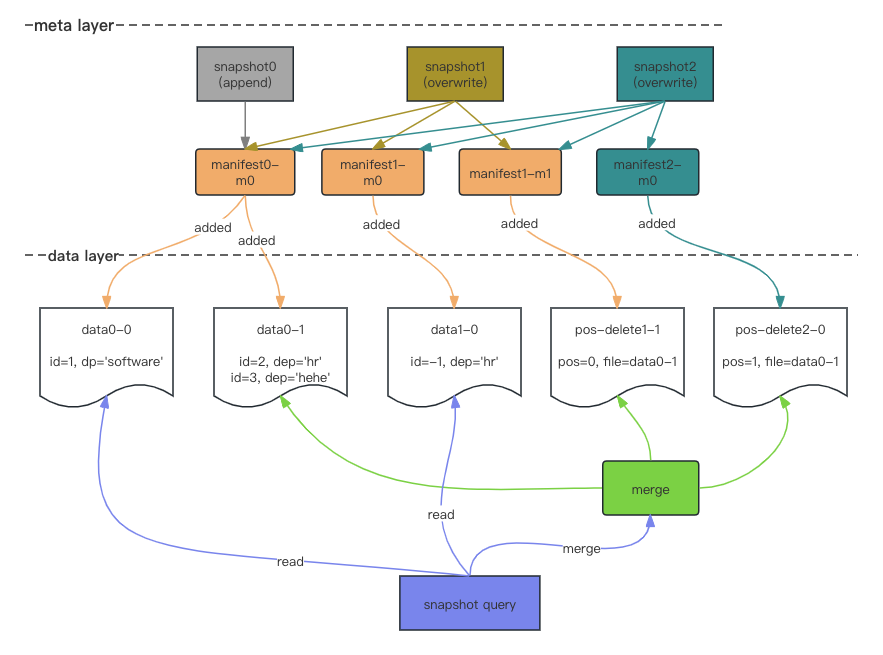 meta layer
snapshot0
(append)
snapshot1
(overwrite)
snapshot2
(overwrite)
manifest0-
m0
manifest1-
m0
manifest1-m1
manifest2-
m0
added
added
added
added
added
data layer
data0-0
id=1, dp='software'
data0-1
id=2, dep='hr'
id=3, dep='hehe'
data1-0
id=-1, dep='hr'
pos-delete1-1
pos=0, file=data0-1
pos-delete2-0
pos=1, file=data0-1
merge
read
merge
read
snapshot query